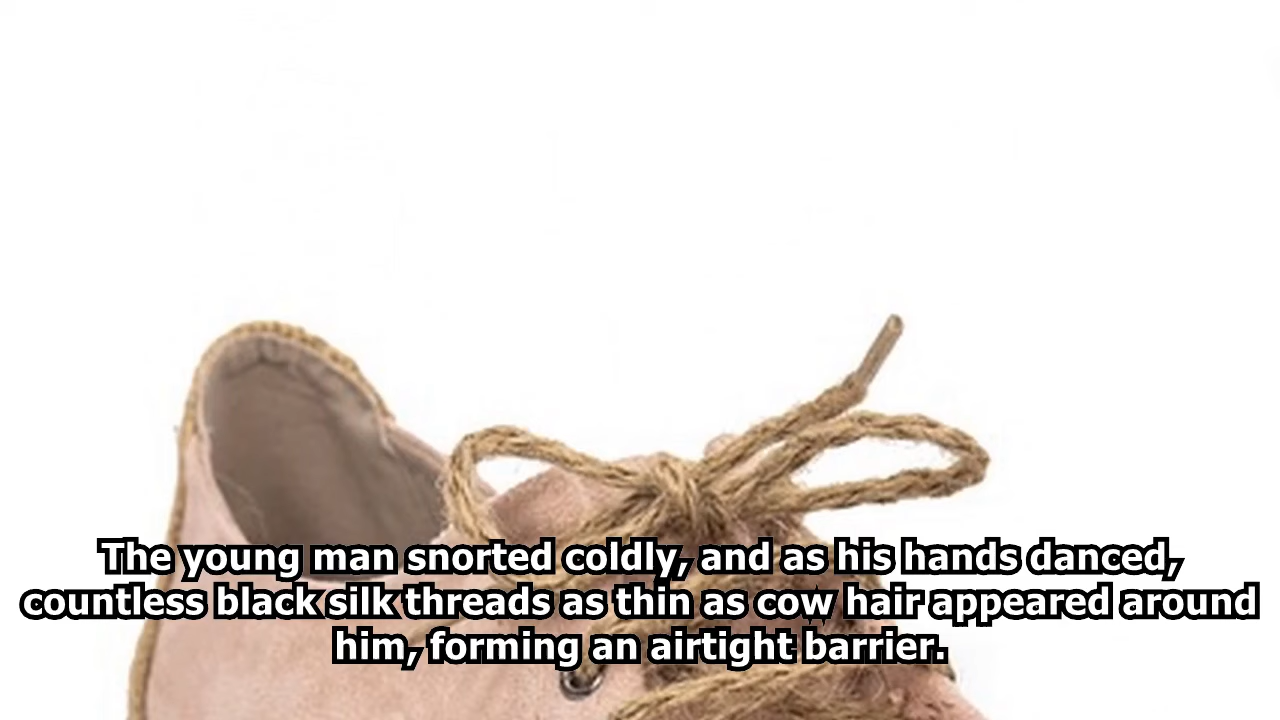 The young man snorted coldly, and as his hands danced,
countless black silk threads as thin as cow hair appeared around
him, forming an airtight barrier.